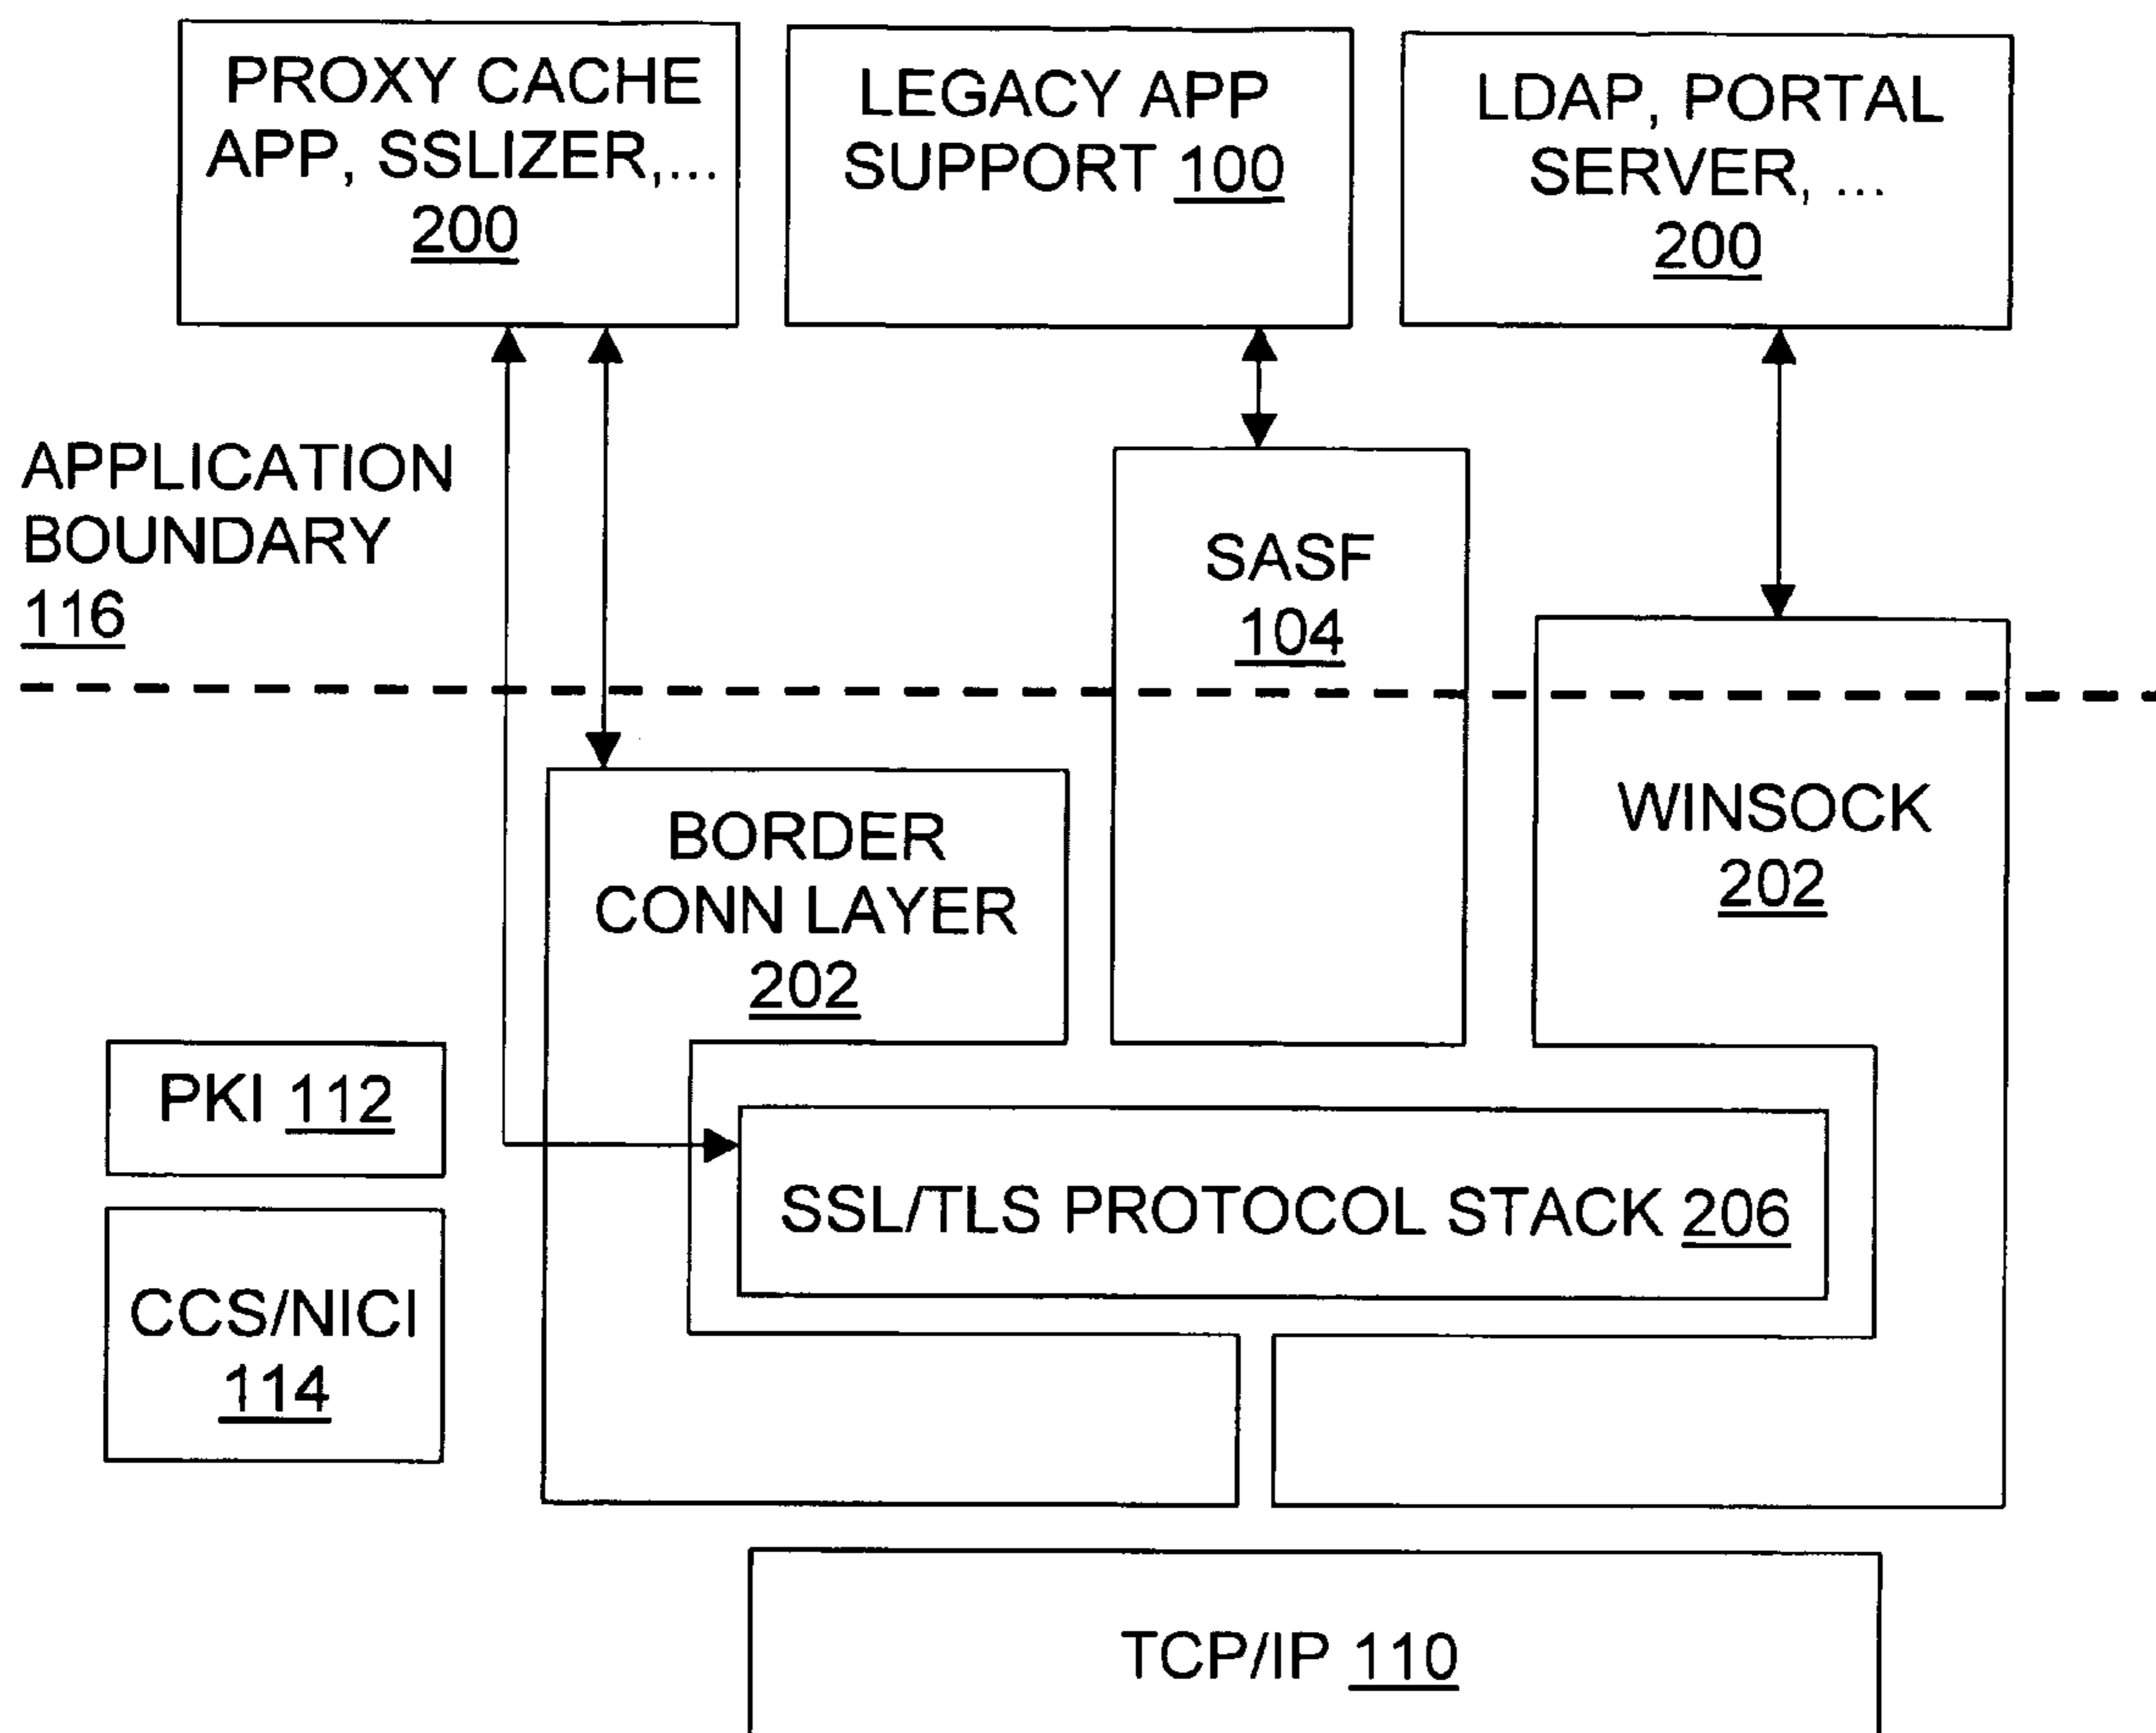 PROXY CACHE
APP, SSLIZER,...
200
LEGACY APP
SUPPORT 100
LDAP, PORTAL
SERVER, ...
200
APPLICATION
BOUNDARY
116
SASF
104
WINSOCK
202
BORDER
CONN LAYER
202
PKI 112
SSL/TLS PROTOCOL STACK 206
CCS/NICI
114
TCP/IP 110